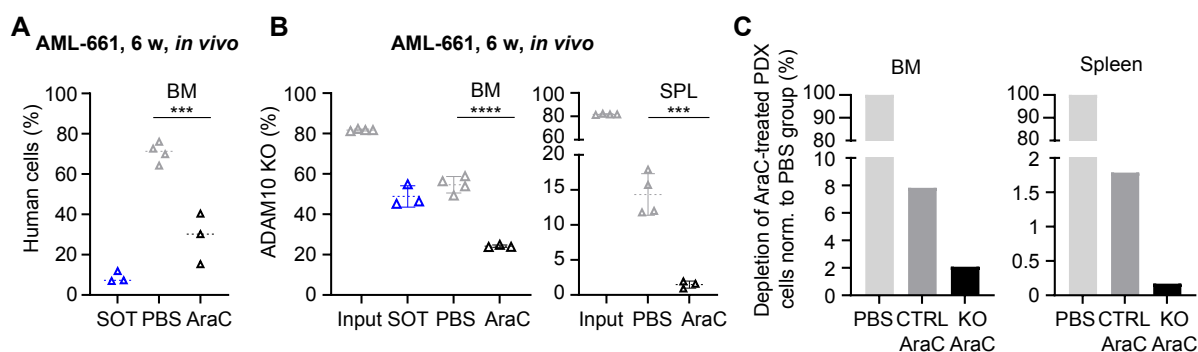 A
AML-661, 6 w, in vivo
BM
***
Human cells (%)
100
80
60
40
20
0
SOT PBS AraC
B
AML-661, 6 w, in vivo
BM
****
ADAM10 KO (%)
100
80
60
40
20
0
Input SOT PBS AraC
SPL
***
100
80
60
15
10
5
0
Input PBS AraC
C
Depletion of AraC-treated PDX
cells norm. to PBS group (%)
BM
100
90
8
6
4
2
0
PBS CTRL KO
AraC AraC
Spleen
100
90
2
1.5
1
0.5
0
PBS CTRL KO
AraC AraC